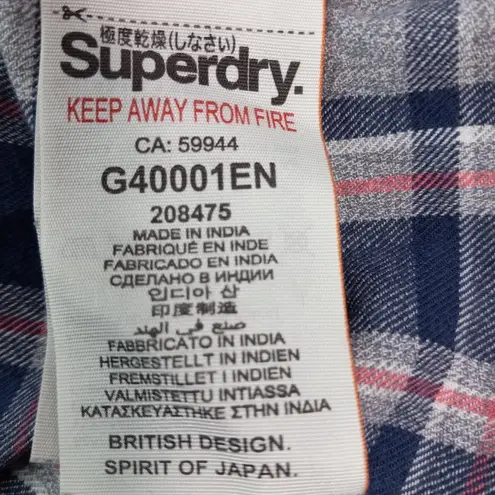 極度乾燥(しなさい)
Superdry.
KEEP AWAY FROM FIRE
CA: 59944
G40001EN
208475
MADE IN INDIA
FABRIQUÉ EN INDE
FABRICADO EN INDIA
СДЕЛАНО В ИНДИИ
인디아 산
印度制造
صنع في الهند
FABBRICATO IN INDIA
HERGESTELLT IN INDIEN
FREMSTILLET I INDIEN
VALMISTETTU INTIASSA
ΚΑΤΑΣΚΕΥΑΣΤΗΚΕ ΣΤΗΝ ΙΝΔΙΑ
BRITISH DESIGN.
SPIRIT OF JAPAN.